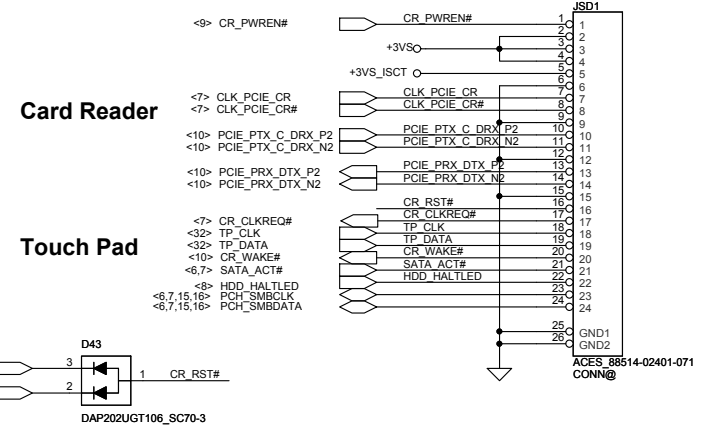 JSD1
<9> CR_PWREN# CR_PWREN# 1 1
2 2
+3VS 3 3
4 4
+3VS_ISCT 5 5
6 6
<7> CLK_PCIE_CR CLK_PCIE_CR 7 7
<7> CLK_PCIE_CR# CLK_PCIE_CR# 8 8
Card Reader
9 9
<10> PCIE_PTX_C_DRX_P2 PCIE_PTX_C_DRX_P2 10 10
<10> PCIE_PTX_C_DRX_N2 PCIE_PTX_C_DRX_N2 11 11
12 12
<10> PCIE_PRX_DTX_P2 PCIE_PRX_DTX_P2 13 13
<10> PCIE_PRX_DTX_N2 PCIE_PRX_DTX_N2 14 14
15 15
CR_RST# 16 16
<7> CR_CLKREQ# CR_CLKREQ# 17 17
<32> TP_CLK TP_CLK 18 18
Touch Pad
<32> TP_DATA TP_DATA 19 19
<10> CR_WAKE# CR_WAKE# 20 20
<6,7> SATA_ACT# SATA_ACT# 21 21
<8> HDD_HALTLED HDD_HALTLED 22 22
<6,7,15,16> PCH_SMBCLK 23 23
<6,7,15,16> PCH_SMBDATA 24 24
25 GND1
26 GND2
ACES_88514-02401-071
CONN@
D43
3
1 CR_RST#
2
DAP202UGT106_SC70-3